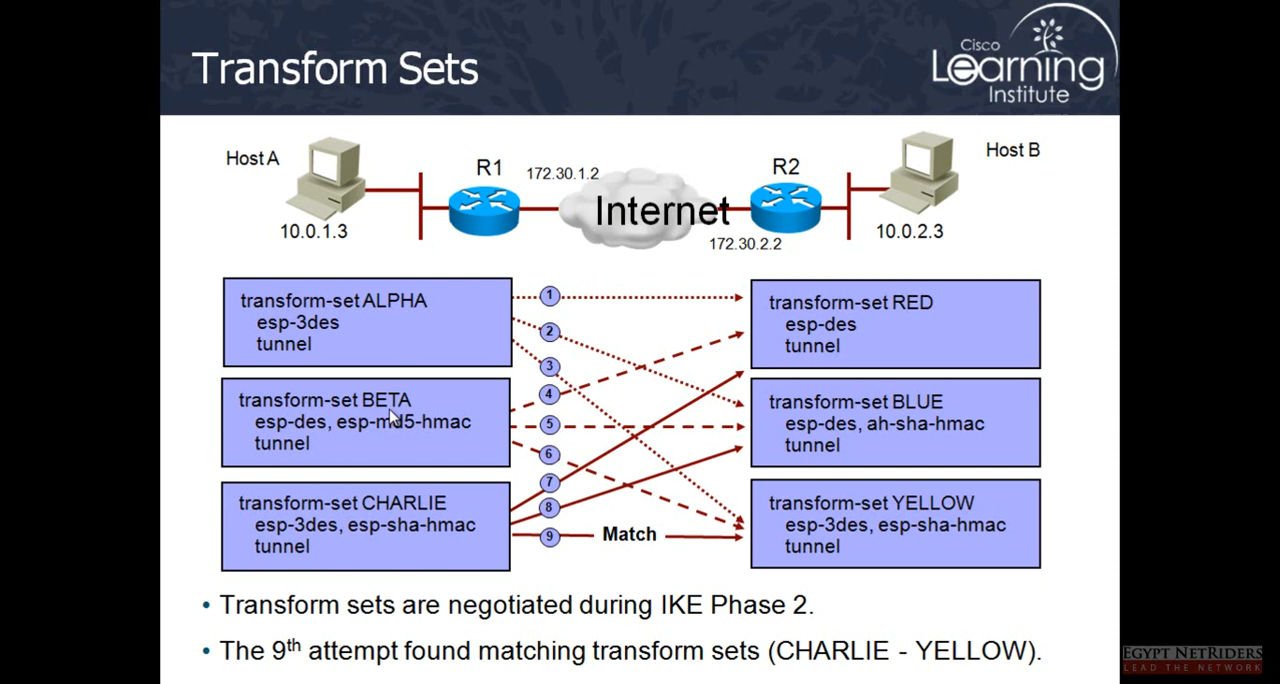 Transform Sets
Cisco
Learning
Institute
Host A
R1
172.30.1.2
Internet
R2
Host B
10.0.1.3
172.30.2.2
10.0.2.3
transform-set ALPHA
esp-3des
tunnel
transform-set BETA
esp-des, esp-md5-hmac
tunnel
transform-set CHARLIE
esp-3des, esp-sha-hmac
tunnel
1
2
3
4
5
6
7
8
9
Match
transform-set RED
esp-des
tunnel
transform-set BLUE
esp-des, ah-sha-hmac
tunnel
transform-set YELLOW
esp-3des, esp-sha-hmac
tunnel
• Transform sets are negotiated during IKE Phase 2.
• The 9th attempt found matching transform sets (CHARLIE - YELLOW).
EGYPT NETRIDERS
LEAD THE NETWORK